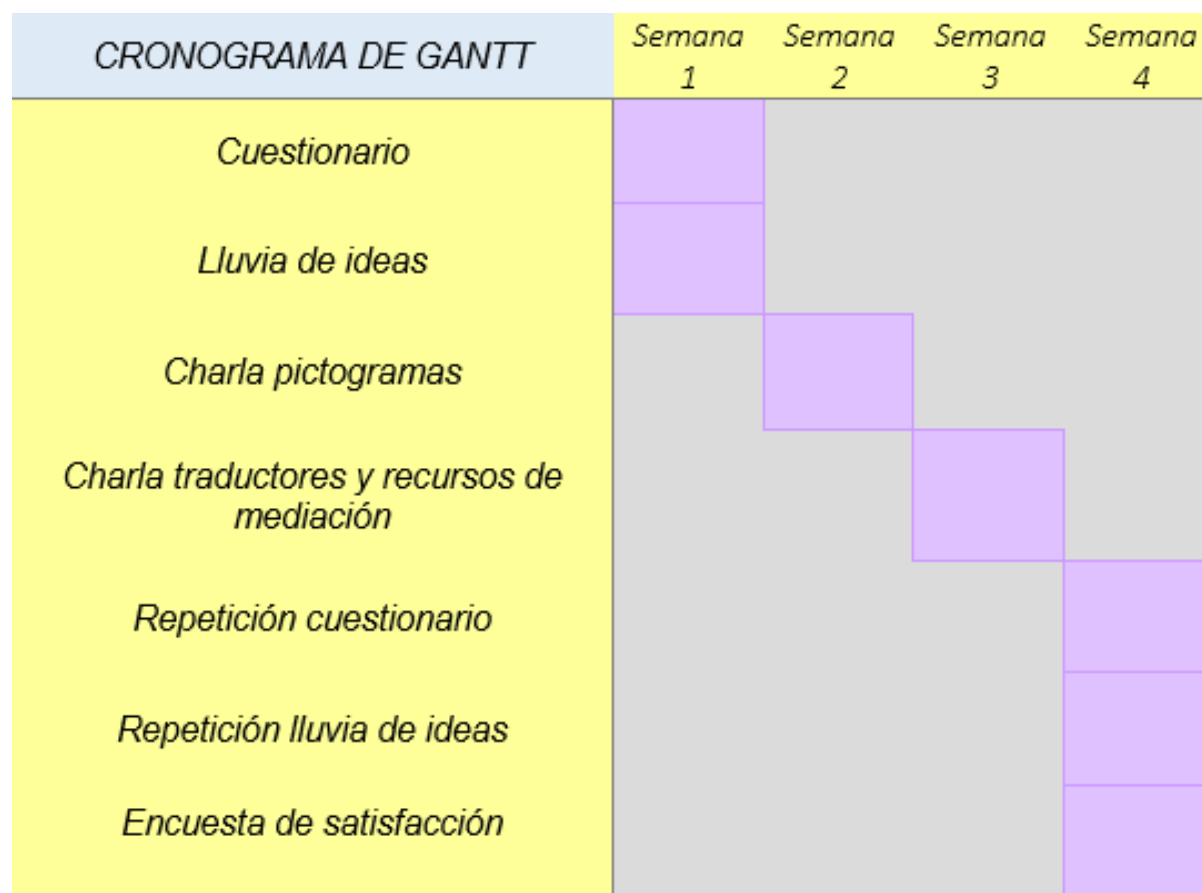 CRONOGRAMA DE GANTT
Semana 1
Semana 2
Semana 3
Semana 4
Cuestionario
Lluvia de ideas
Charla pictogramas
Charla traductores y recursos de
mediación
Repetición cuestionario
Repetición lluvia de ideas
Encuesta de satisfacción